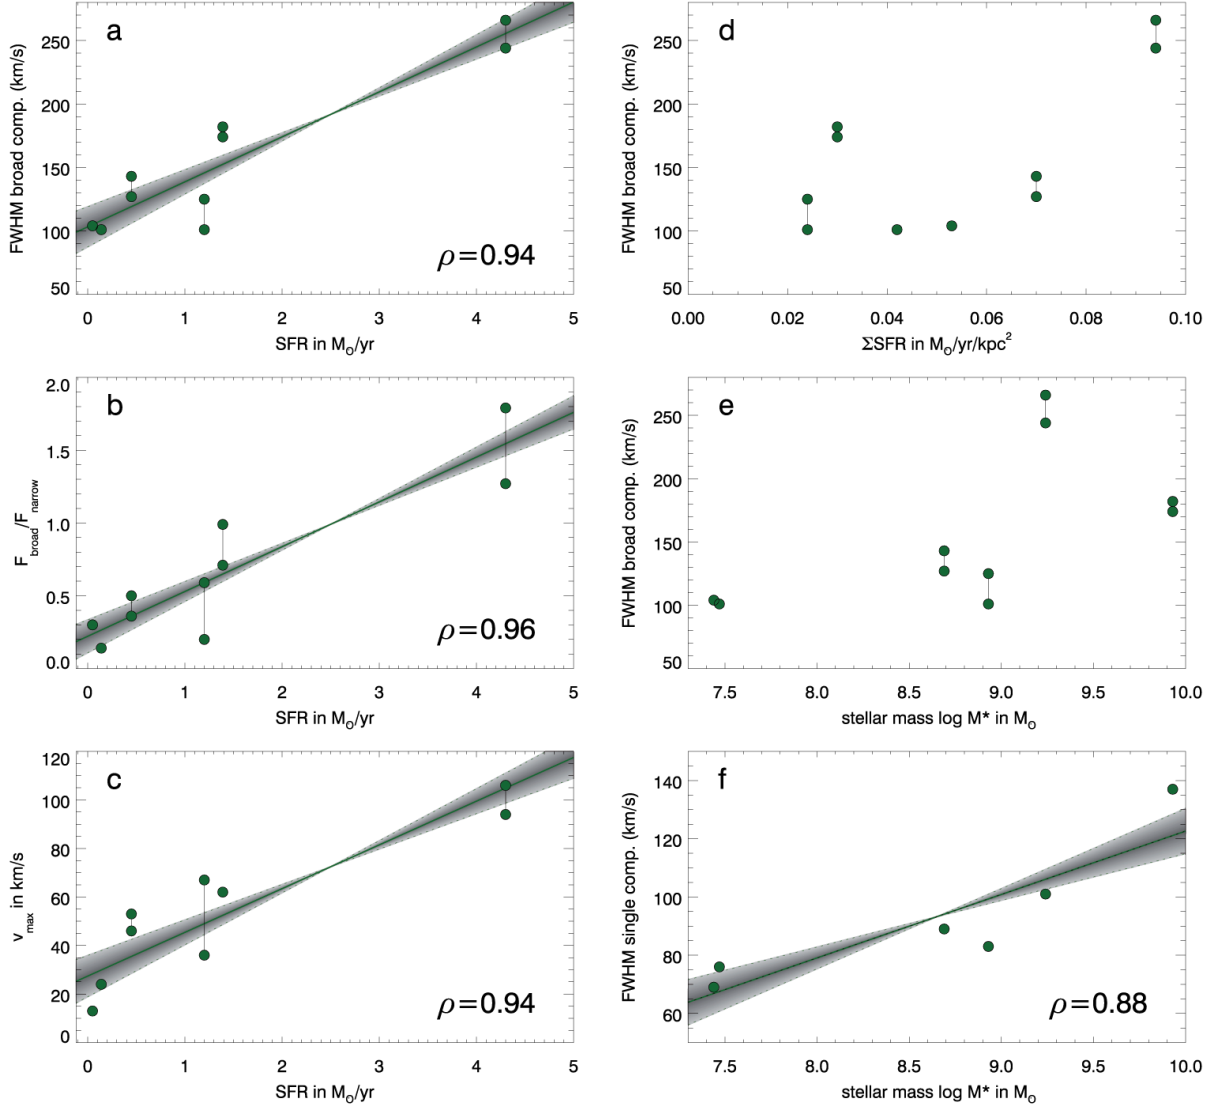 a
FWHM broad comp. (km/s)
250
200
150
100
50
ρ=0.94
0 1 2 3 4 5
SFR in M⊙/yr
d
FWHM broad comp. (km/s)
250
200
150
100
50
0.00 0.02 0.04 0.06 0.08 0.10
ΣSFR in M⊙/yr/kpc²
b
F_broad/F_narrow
2.0
1.5
1.0
0.5
0.0
ρ=0.96
0 1 2 3 4 5
SFR in M⊙/yr
e
FWHM broad comp. (km/s)
250
200
150
100
50
7.5 8.0 8.5 9.0 9.5 10.0
stellar mass log M* in M⊙
c
v_max in km/s
120
100
80
60
40
20
0
ρ=0.94
0 1 2 3 4 5
SFR in M⊙/yr
f
FWHM single comp. (km/s)
140
120
100
80
60
ρ=0.88
7.5 8.0 8.5 9.0 9.5 10.0
stellar mass log M* in M⊙